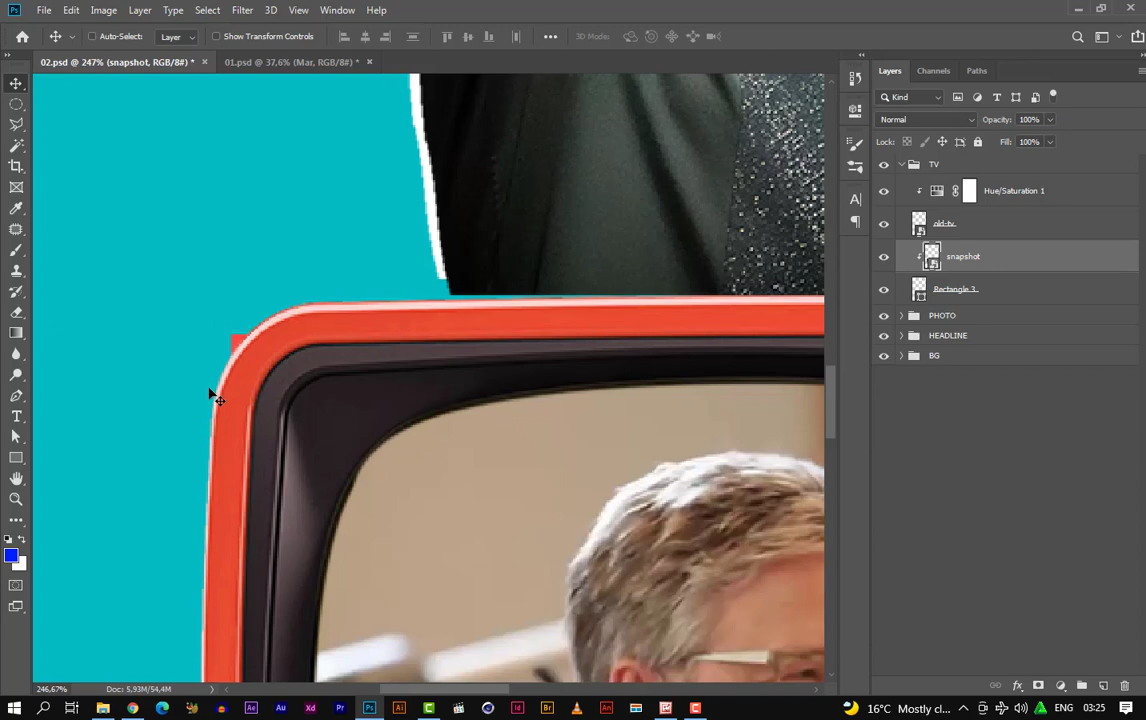 Ps File Edit Image Layer Type Select Filter 3D View Window Help
Auto-Select: Layer Show Transform Controls 3D Mode:
02.psd @ 247% (snapshot, RGB/8#) * 01.psd @ 37,6% (Mar, RGB/8#) *
Layers Channels Paths
Kind
Normal Opacity: 100%
Lock: Fill: 100%
TV
Hue/Saturation 1
old-tv
snapshot
Rectangle 3
PHOTO
HEADLINE
BG
246,67% Doc: 5,93M/54,4M
16°C Mostly cl... ENG 03:25